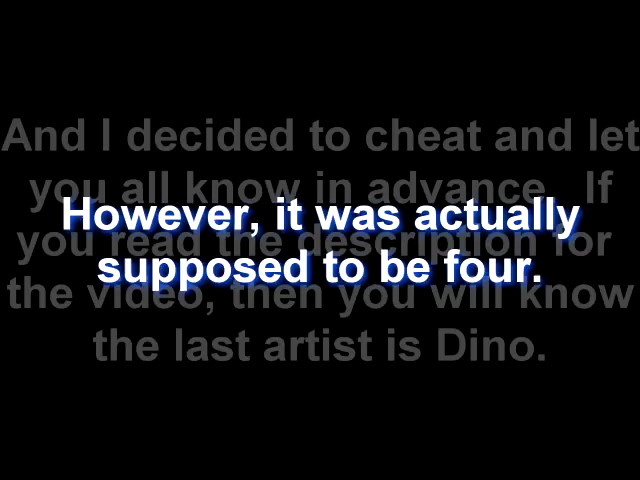 And I decided to cheat and let
you all know in advance. If
However, it was actually
you read the description for
supposed to be four.
the video, then you will know
the last artist is Dino.